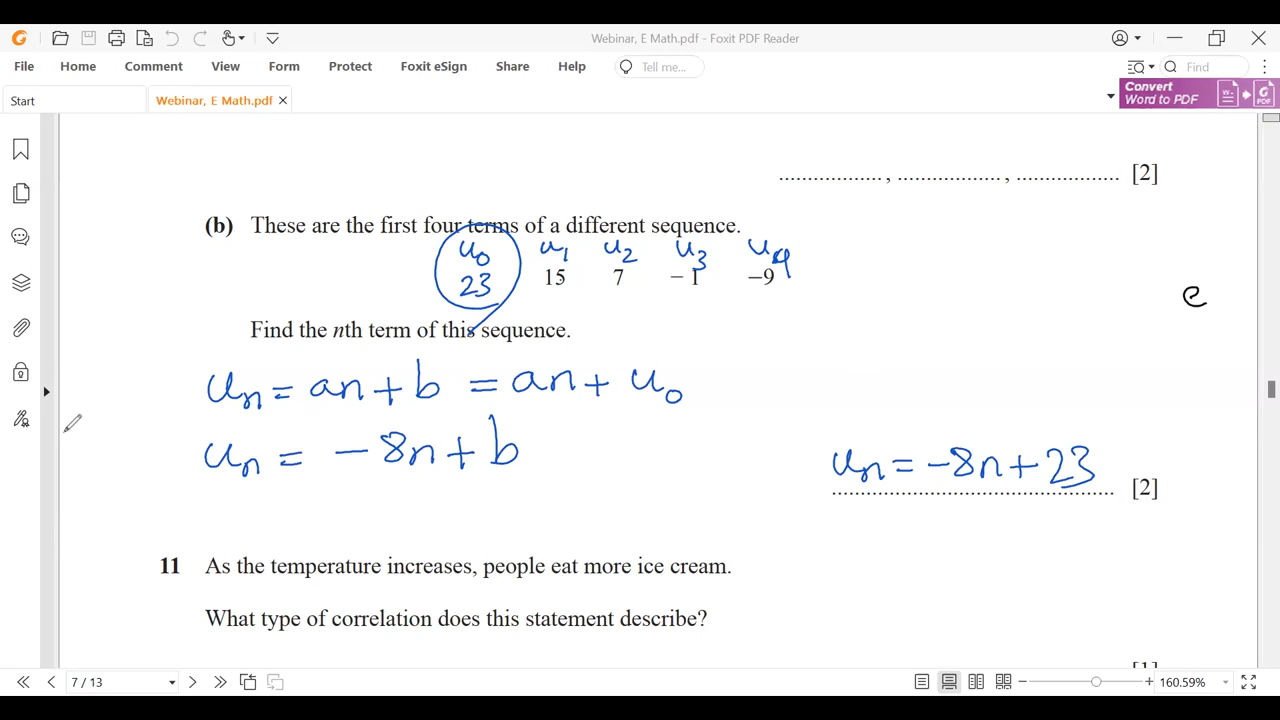 Webinar, E Math.pdf - Foxit PDF Reader
File Home Comment View Form Protect Foxit eSign Share Help Tell me... Find
Start Webinar, E Math.pdf Convert Word to PDF
................. , ................. , ................. [2]
(b) These are the first four terms of a different sequence.
u₀ u₁ u₂ u₃ u₄
23 15 7 −1 −9
e
Find the nth term of this sequence.
uₙ = an + b = an + u₀
uₙ = −8n + b
uₙ = −8n + 23
................................................ [2]
11 As the temperature increases, people eat more ice cream.
What type of correlation does this statement describe?
7 / 13 160.59%